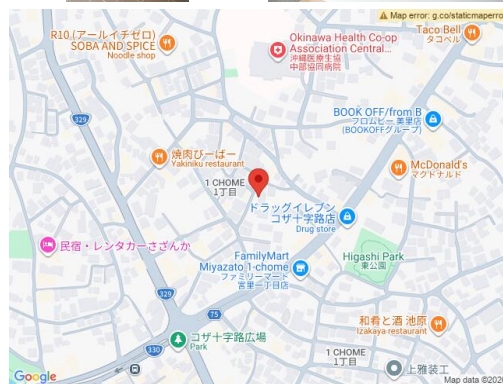 Map error: g.co/staticmaperro
R10 (アールイチゼロ)
SOBA AND SPICE
Noodle shop
Okinawa Health Co-op
Association Central...
沖縄医療生協
中部協同病院
Taco Bell
タコベル
329
BOOK OFF/from B
フロムビー 美里店
(BOOKOFFグループ)
焼肉びーばー
Yakiniku restaurant
McDonald's
マクドナルド
1 CHOME
1丁目
ドラッグイレブン
コザ十字路店
Drug store
民宿・レンタカーさざんか
FamilyMart
Miyazato 1-chome
ファミリーマート
宮里一丁目店
Higashi Park
東公園
329
75
和肴と酒 池原
Izakaya restaurant
コザ十字路広場
Park
330
1 CHOME
1丁目
上雅装工
Google
Map data ©202